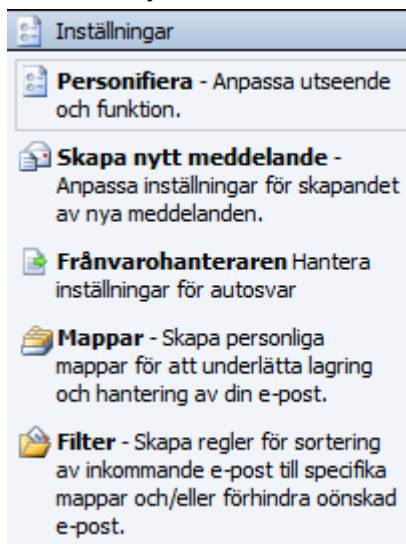 Inställningar
Personifiera - Anpassa utseende
och funktion.
Skapa nytt meddelande -
Anpassa inställningar för skapandet
av nya meddelanden.
Frånvarohanteraren Hantera
inställningar för autosvar
Mappar - Skapa personliga
mappar för att underlätta lagring
och hantering av din e-post.
Filter - Skapa regler för sortering
av inkommande e-post till specifika
mappar och/eller förhindra oönskad
e-post.